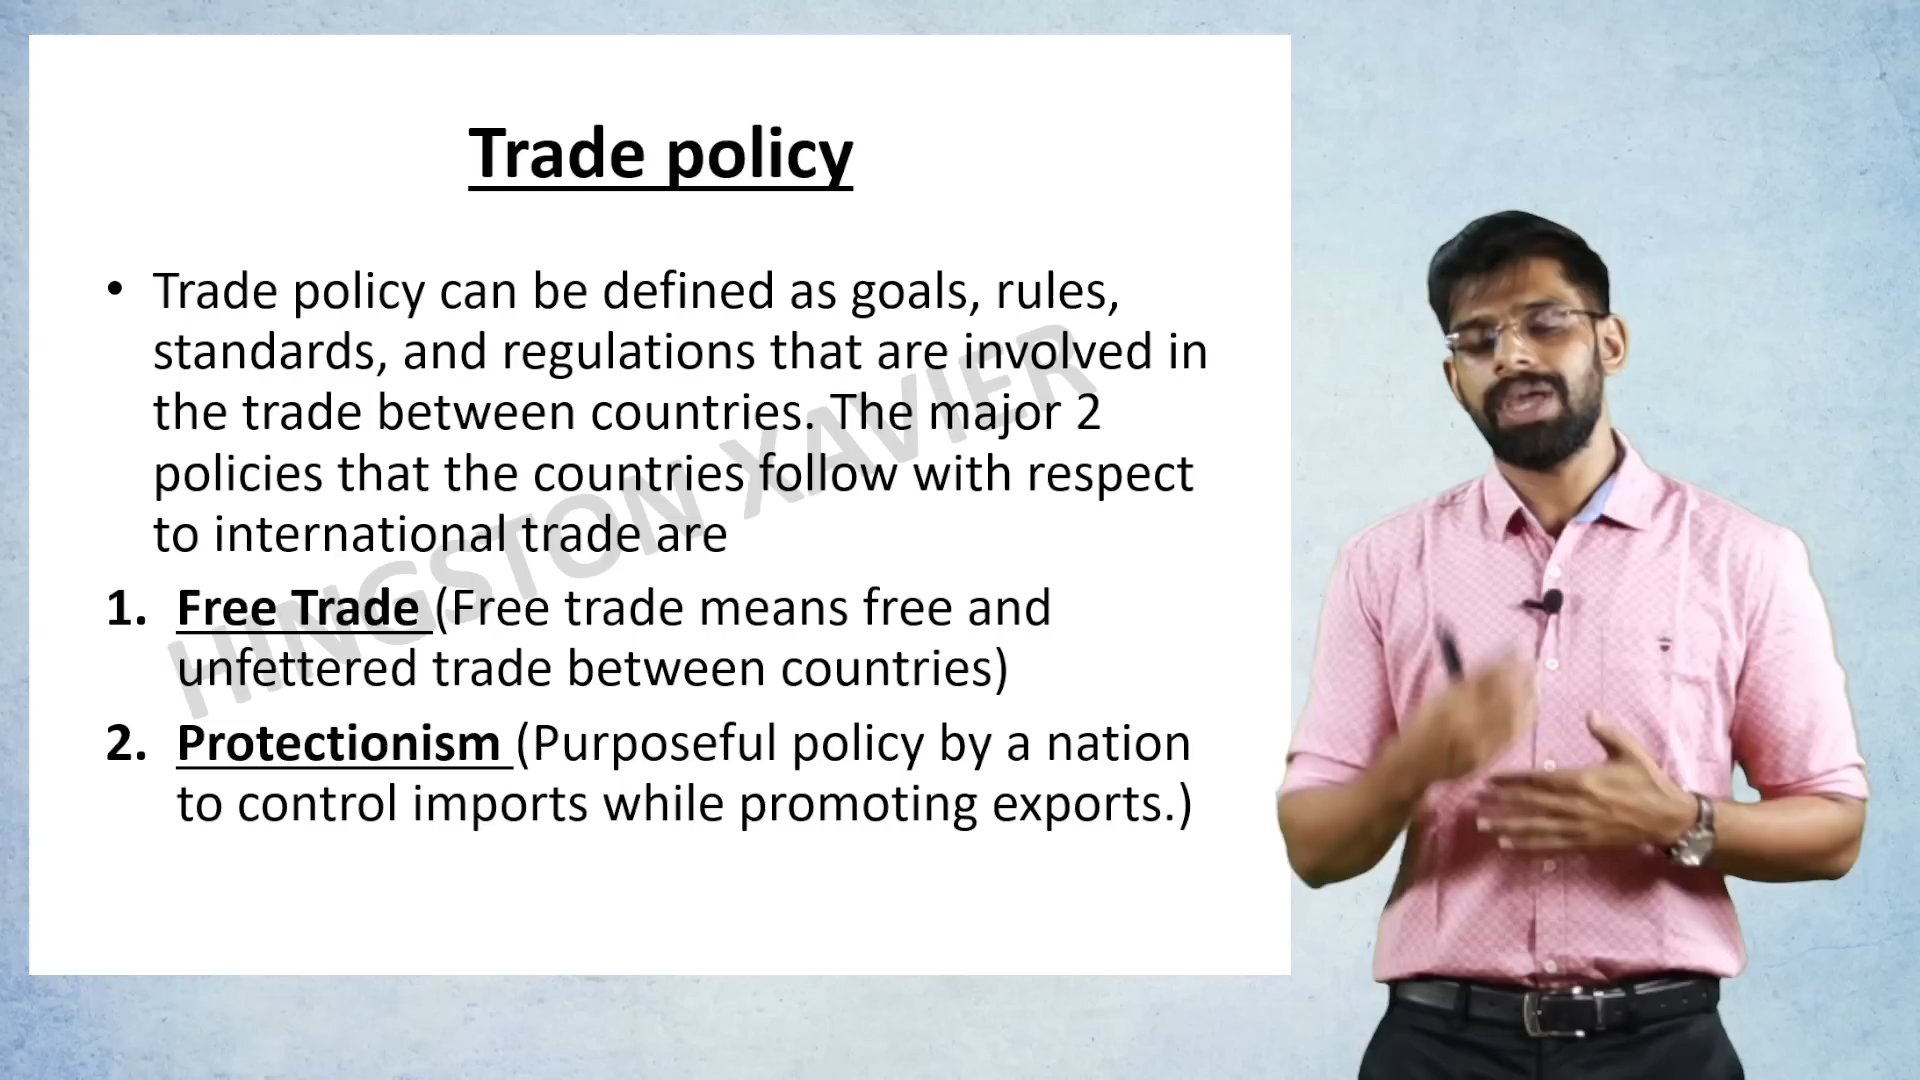 Trade policy
• Trade policy can be defined as goals, rules,
standards, and regulations that are involved in
the trade between countries. The major 2
policies that the countries follow with respect
to international trade are
1. Free Trade (Free trade means free and
unfettered trade between countries)
2. Protectionism (Purposeful policy by a nation
to control imports while promoting exports.)
HINGSTON XAVIER